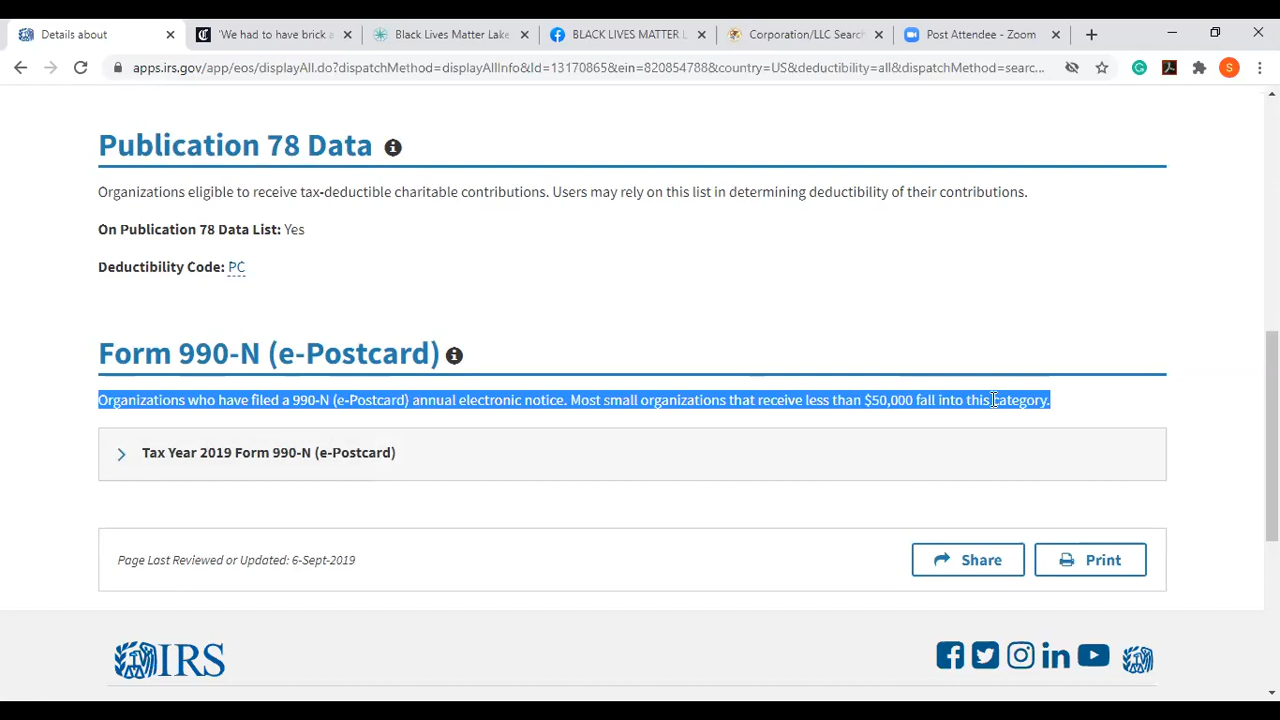 Details about
'We had to have brick a
Black Lives Matter Lake
BLACK LIVES MATTER L
Corporation/LLC Search
Post Attendee - Zoom
apps.irs.gov/app/eos/displayAll.do?dispatchMethod=displayAllInfo&Id=13170865&ein=820854788&country=US&deductibility=all&dispatchMethod=searc...
S
Publication 78 Data
Organizations eligible to receive tax-deductible charitable contributions. Users may rely on this list in determining deductibility of their contributions.
On Publication 78 Data List: Yes
Deductibility Code: PC
Form 990-N (e-Postcard)
Organizations who have filed a 990-N (e-Postcard) annual electronic notice. Most small organizations that receive less than $50,000 fall into this category.
Tax Year 2019 Form 990-N (e-Postcard)
Page Last Reviewed or Updated: 6-Sept-2019
Share
Print
IRS